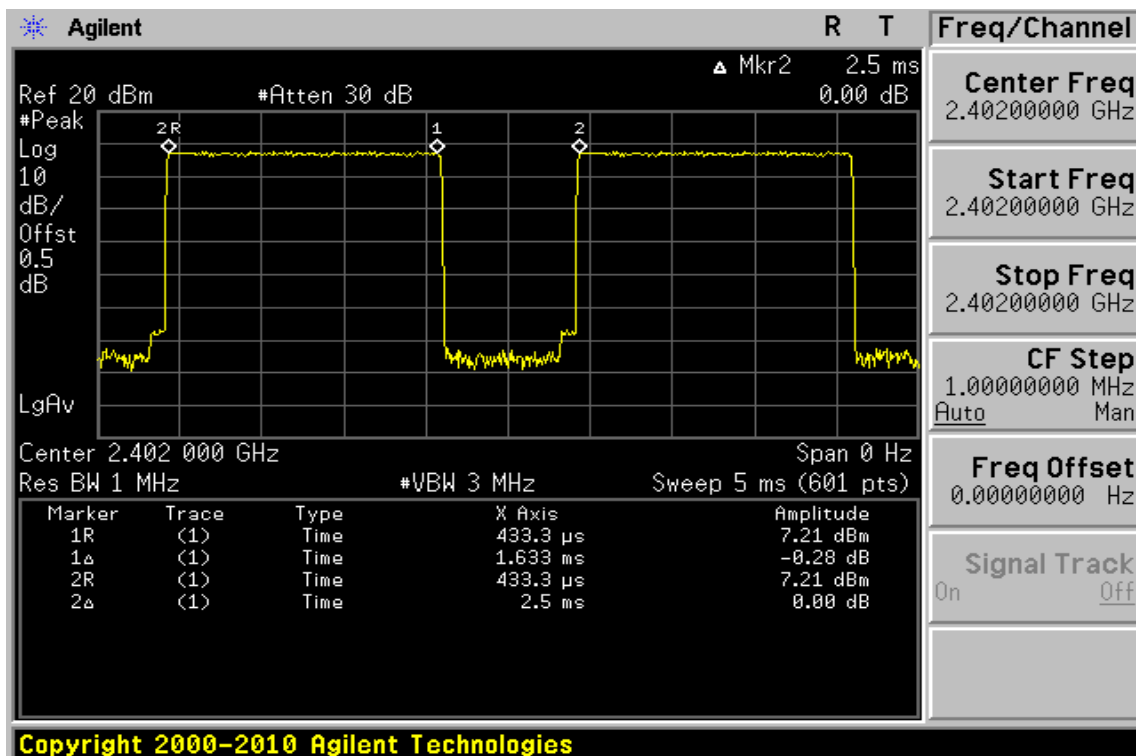 Agilent R T
Δ Mkr2 2.5 ms
Ref 20 dBm #Atten 30 dB 0.00 dB
#Peak
Log
10
dB/
Offst
0.5
dB
LgAv
2R 1 2
Center 2.402 000 GHz Span 0 Hz
Res BW 1 MHz #VBW 3 MHz Sweep 5 ms (601 pts)
Marker Trace Type X Axis Amplitude
1R (1) Time 433.3 µs 7.21 dBm
1Δ (1) Time 1.633 ms -0.28 dB
2R (1) Time 433.3 µs 7.21 dBm
2Δ (1) Time 2.5 ms 0.00 dB
Freq/Channel
Center Freq
2.40200000 GHz
Start Freq
2.40200000 GHz
Stop Freq
2.40200000 GHz
CF Step
1.00000000 MHz
Auto Man
Freq Offset
0.00000000 Hz
Signal Track
On Off
Copyright 2000-2010 Agilent Technologies